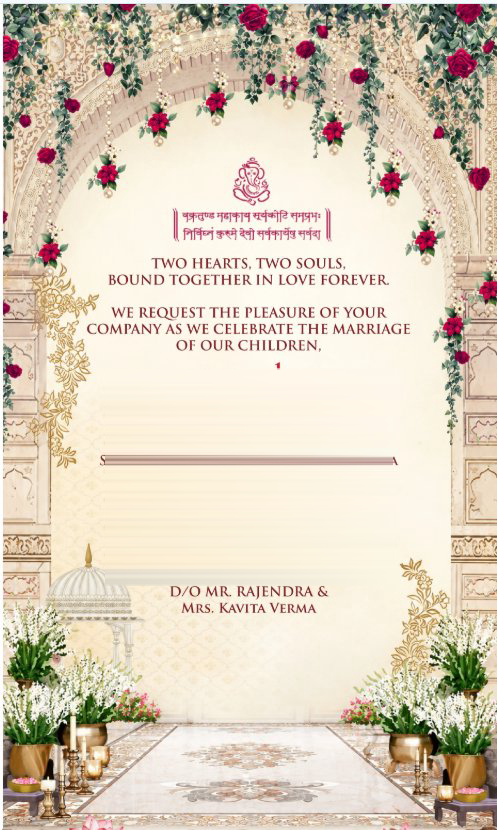 वक्रतुण्ड महाकाय सूर्यकोटि समप्रभः
निर्विघ्नं कुरुमे देवो सर्वकार्येषु सर्वदा
TWO HEARTS, TWO SOULS,
BOUND TOGETHER IN LOVE FOREVER.
WE REQUEST THE PLEASURE OF YOUR
COMPANY AS WE CELEBRATE THE MARRIAGE
OF OUR CHILDREN,
D/O MR. RAJENDRA &
MRS. KAVITA VERMA